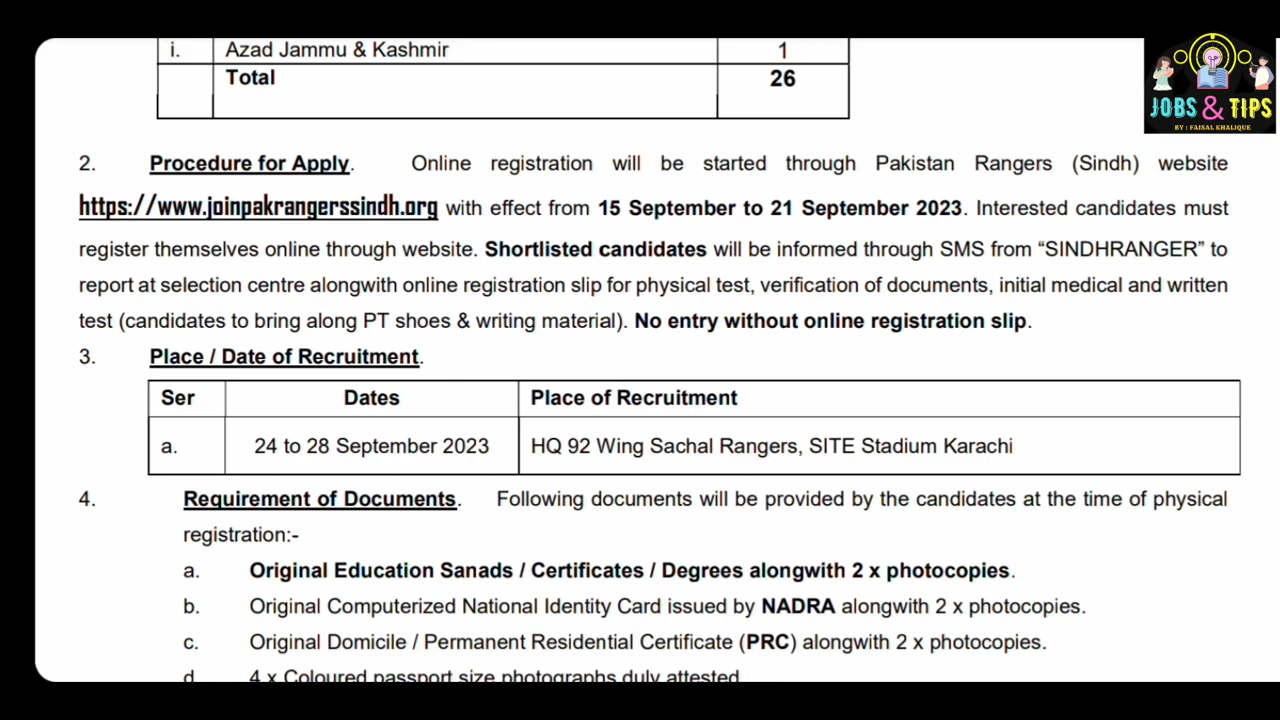 i. Azad Jammu & Kashmir 1
Total 26
JOBS & TIPS
BY : FAISAL KHALIQUE
2. Procedure for Apply. Online registration will be started through Pakistan Rangers (Sindh) website
https://www.joinpakrangerssindh.org with effect from 15 September to 21 September 2023. Interested candidates must
register themselves online through website. Shortlisted candidates will be informed through SMS from “SINDHRANGER” to
report at selection centre alongwith online registration slip for physical test, verification of documents, initial medical and written
test (candidates to bring along PT shoes & writing material). No entry without online registration slip.
3. Place / Date of Recruitment.
Ser Dates Place of Recruitment
a. 24 to 28 September 2023 HQ 92 Wing Sachal Rangers, SITE Stadium Karachi
4. Requirement of Documents. Following documents will be provided by the candidates at the time of physical
registration:-
a. Original Education Sanads / Certificates / Degrees alongwith 2 x photocopies.
b. Original Computerized National Identity Card issued by NADRA alongwith 2 x photocopies.
c. Original Domicile / Permanent Residential Certificate (PRC) alongwith 2 x photocopies.
d 4 x Coloured passport size photographs duly attested